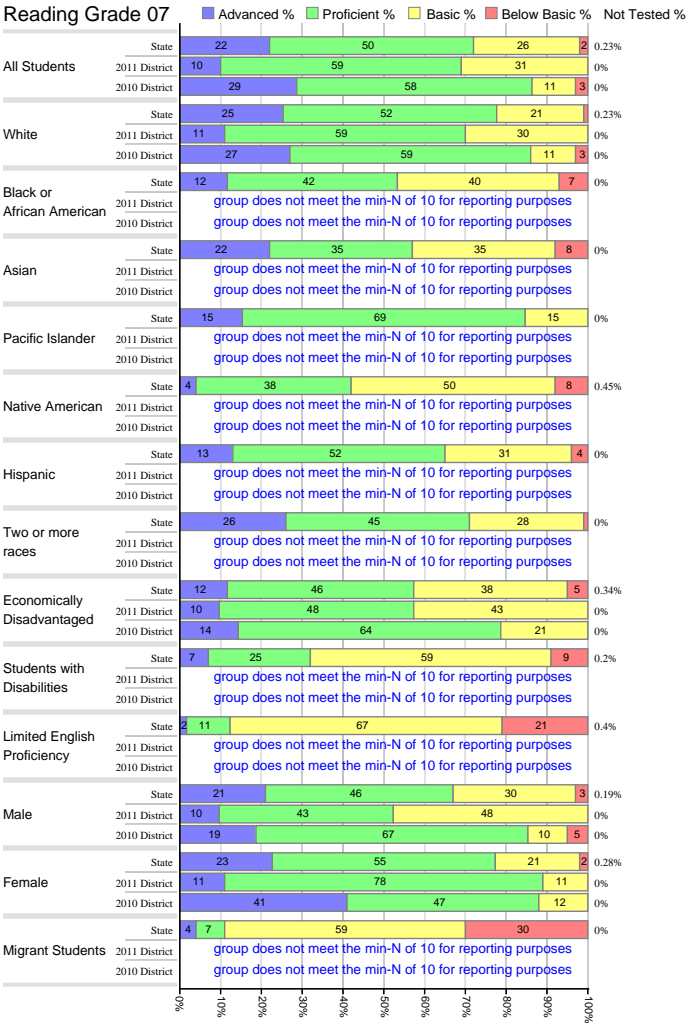 Reading Grade 07 Advanced % Proficient % Basic % Below Basic % Not Tested %
All Students
State 22 50 26 2 0.23%
2011 District 10 59 31 0%
2010 District 29 58 11 3 0%
White
State 25 52 21 0.23%
2011 District 11 59 30 0%
2010 District 27 59 11 3 0%
Black or
African American
State 12 42 40 7 0%
2011 District group does not meet the min-N of 10 for reporting purposes
2010 District group does not meet the min-N of 10 for reporting purposes
Asian
State 22 35 35 8 0%
2011 District group does not meet the min-N of 10 for reporting purposes
2010 District group does not meet the min-N of 10 for reporting purposes
Pacific Islander
State 15 69 15 0%
2011 District group does not meet the min-N of 10 for reporting purposes
2010 District group does not meet the min-N of 10 for reporting purposes
Native American
State 4 38 50 8 0.45%
2011 District group does not meet the min-N of 10 for reporting purposes
2010 District group does not meet the min-N of 10 for reporting purposes
Hispanic
State 13 52 31 4 0%
2011 District group does not meet the min-N of 10 for reporting purposes
2010 District group does not meet the min-N of 10 for reporting purposes
Two or more
races
State 26 45 28 0%
2011 District group does not meet the min-N of 10 for reporting purposes
2010 District group does not meet the min-N of 10 for reporting purposes
Economically
Disadvantaged
State 12 46 38 5 0.34%
2011 District 10 48 43 0%
2010 District 14 64 21 0%
Students with
Disabilities
State 7 25 59 9 0.2%
2011 District group does not meet the min-N of 10 for reporting purposes
2010 District group does not meet the min-N of 10 for reporting purposes
Limited English
Proficiency
State 2 11 67 21 0.4%
2011 District group does not meet the min-N of 10 for reporting purposes
2010 District group does not meet the min-N of 10 for reporting purposes
Male
State 21 46 30 3 0.19%
2011 District 10 43 48 0%
2010 District 19 67 10 5 0%
Female
State 23 55 21 2 0.28%
2011 District 11 78 11 0%
2010 District 41 47 12 0%
Migrant Students
State 4 7 59 30 0%
2011 District group does not meet the min-N of 10 for reporting purposes
2010 District group does not meet the min-N of 10 for reporting purposes
0% 10% 20% 30% 40% 50% 60% 70% 80% 90% 100%